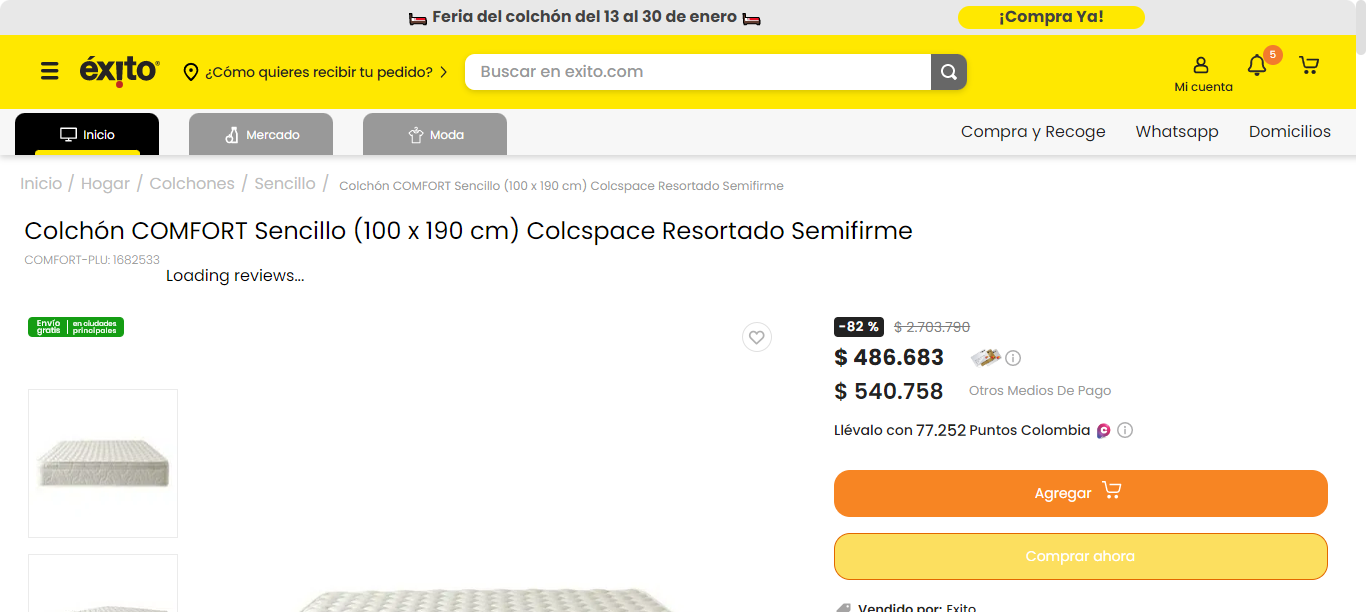 Feria del colchón del 13 al 30 de enero
¡Compra Ya!
éxito
¿Cómo quieres recibir tu pedido?
Buscar en exito.com
Mi cuenta
5
Inicio
Mercado
Moda
Compra y Recoge
Whatsapp
Domicilios
Inicio / Hogar / Colchones / Sencillo / Colchón COMFORT Sencillo (100 x 190 cm) Colcspace Resortado Semifirme
Colchón COMFORT Sencillo (100 x 190 cm) Colcspace Resortado Semifirme
COMFORT-PLU: 1682533
Loading reviews...
Envío gratis | en ciudades principales
-82 % $ 2.703.790
$ 486.683
$ 540.758 Otros Medios De Pago
Llévalo con 77.252 Puntos Colombia
Agregar
Comprar ahora
Vendido por: Exito